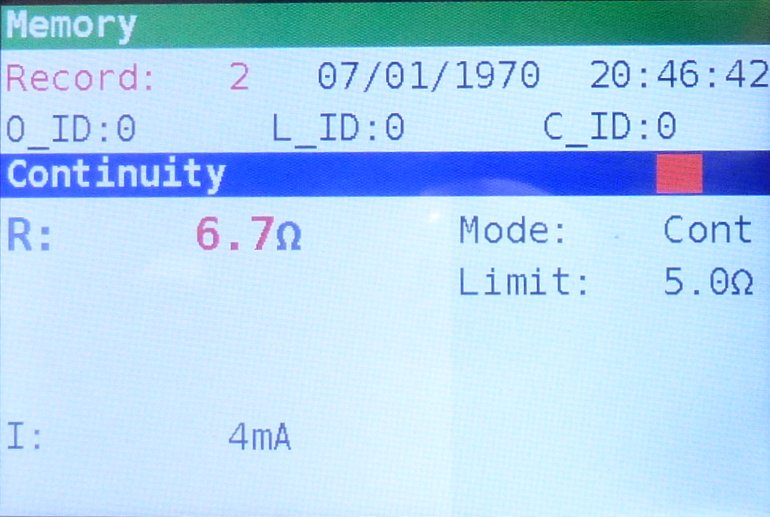 Memory
Record: 2 07/01/1970 20:46:42
O_ID:0 L_ID:0 C_ID:0
Continuity
R: 6.7Ω Mode: Cont
Limit: 5.0Ω
I: 4mA